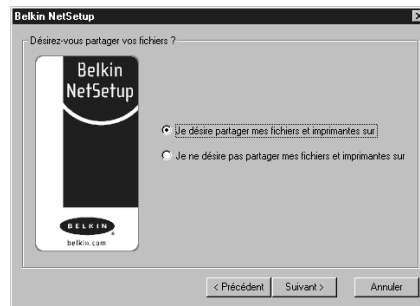 Belkin NetSetup
Désirez-vous partager vos fichiers ?
Belkin
NetSetup
Je désire partager mes fichiers et imprimantes sur
Je ne désire pas partager mes fichiers et imprimantes sur
BELKIN
belkin.com
< Précédent
Suivant >
Annuler